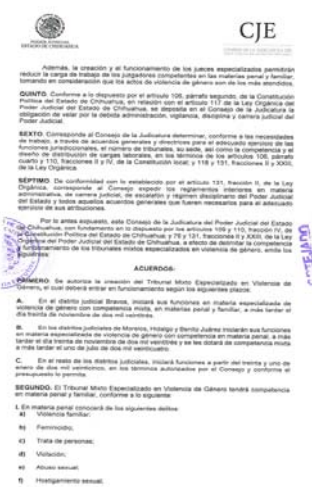 PODER JUDICIAL
ESTADO DE CHIHUAHUA
CJE
Además, la creación y el funcionamiento de los jueces especializados permitirán
reducir la carga de trabajo de los juzgadores competentes en las materias penal y familiar,
tomando en consideración que los actos de violencia de género son de los más atendidos.
QUINTO. Conforme a lo dispuesto por el artículo 106, párrafo segundo, de la Constitución
Política del Estado de Chihuahua, en relación con el artículo 117 de la Ley Orgánica del
Poder Judicial del Estado de Chihuahua, se deposita en el Consejo de la Judicatura la
obligación de velar por la debida administración, vigilancia, disciplina y carrera judicial del
Poder Judicial.
SEXTO. Corresponde al Consejo de la Judicatura determinar, conforme a las necesidades
de trabajo, a través de acuerdos generales y directrices para el adecuado ejercicio de las
funciones jurisdiccionales, el número de tribunales, su sede, así como la competencia y el
diseño de distribución de cargas laborales, en los términos de los artículos 106, párrafo
cuarto y 110, fracciones II y IV, de la Constitución local; y 118 y 131, fracciones II y XXIII,
de la Ley Orgánica.
SÉPTIMO. De conformidad con lo establecido por el artículo 131, fracción II, de la Ley
Orgánica, corresponde al Consejo expedir los reglamentos interiores en materia
administrativa, de carrera judicial, de escalafón y régimen disciplinario del Poder Judicial
del Estado y todos aquellos acuerdos generales que fueren necesarios para el adecuado
ejercicio de sus atribuciones.
Por lo antes expuesto, este Consejo de la Judicatura del Poder Judicial del Estado
de Chihuahua, con fundamento en lo dispuesto por los artículos 109 y 110, fracción IV, de
la Constitución Política del Estado de Chihuahua; y 76 y 131, fracciones II y XXIII, de la Ley
Orgánica del Poder Judicial del Estado de Chihuahua, a efecto de delimitar la competencia
y funcionamiento de los tribunales mixtos especializados en violencia de género, emite los
siguientes:
ACUERDOS:
PRIMERO. Se autoriza la creación del Tribunal Mixto Especializado en Violencia de
Género, el cual deberá entrar en funcionamiento según los siguientes plazos:
A. En el distrito judicial Bravos, iniciará sus funciones en materia especializada de
violencia de género con competencia mixta, en materias penal y familiar, a más tardar el
día treinta de noviembre de dos mil veintitrés.
B. En los distritos judiciales de Morelos, Hidalgo y Benito Juárez iniciarán sus funciones
en materia especializada de violencia de género con competencia en materia penal, a más
tardar el día treinta de noviembre de dos mil veintitrés y se les dotará de competencia mixta
a más tardar el uno de julio de dos mil veinticuatro.
C. En el resto de los distritos judiciales, iniciará funciones a partir del treinta y uno de
enero de dos mil veinticinco, en los términos autorizados por el Consejo y conforme el
presupuesto lo permita.
SEGUNDO. El Tribunal Mixto Especializado en Violencia de Género tendrá competencia
en materia penal y familiar, conforme a lo siguiente:
I. En materia penal conocerá de los siguientes delitos:
a) Violencia familiar;
b) Feminicidio;
c) Trata de personas;
d) Violación;
e) Abuso sexual;
f) Hostigamiento sexual;